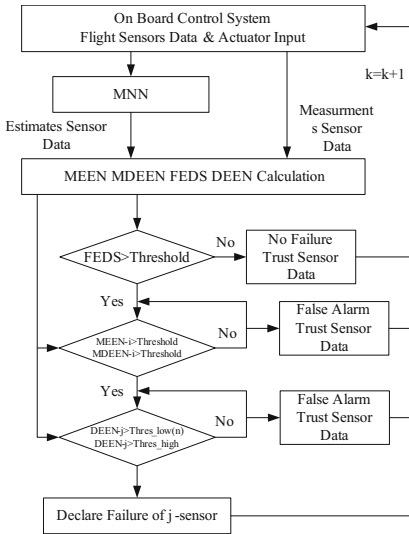 On Board Control System
Flight Sensors Data & Actuator Input
k=k+1
MNN
Estimates Sensor
Data
Measurment
s Sensor
Data
MEEN MDEEN FEDS DEEN Calculation
FEDS>Threshold
No
No Failure
Trust Sensor
Data
Yes
MEEN-i>Threshold
MDEEN-i>Threshold
No
False Alarm
Trust Sensor
Data
Yes
DEEN-j>Thres_low(n)
DEEN-j>Thres_high
No
False Alarm
Trust Sensor
Data
Declare Failure of j-sensor